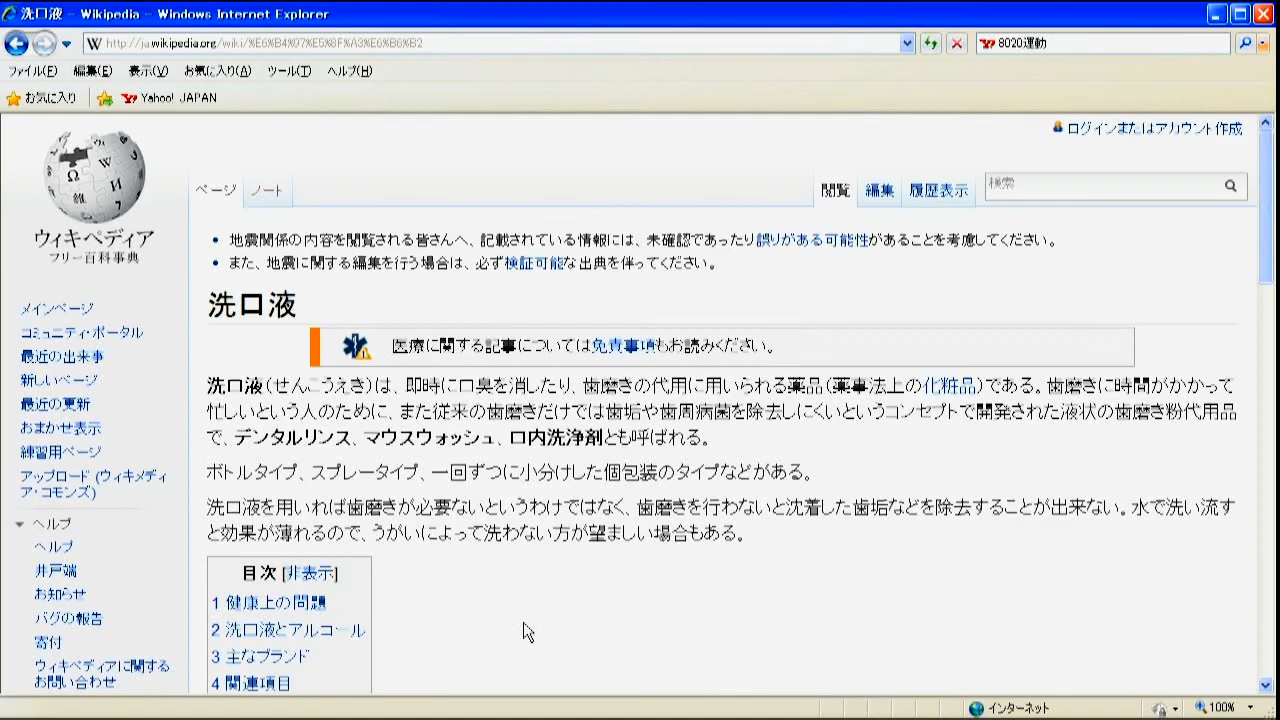 洗口液 - Wikipedia - Windows Internet Explorer
http://ja.wikipedia.org/wiki/%E6%B4%97%E5%8F%A3%E6%B6%B2
8020運動
ファイル(F) 編集(E) 表示(V) お気に入り(A) ツール(T) ヘルプ(H)
お気に入り Yahoo! JAPAN
ログインまたはアカウント作成
ページ ノート 閲覧 編集 履歴表示 検索
ウィキペディア
フリー百科事典
地震関係の内容を閲覧される皆さんへ、記載されている情報には、未確認であったり誤りがある可能性があることを考慮してください。
また、地震に関する編集を行う場合は、必ず検証可能な出典を伴ってください。
洗口液
医療に関する記事については免責事項もお読みください。
洗口液(せんこうえき)は、即時に口臭を消したり、歯磨きの代用に用いられる薬品(薬事法上の化粧品)である。歯磨きに時間がかかって
忙しいという人のために、また従来の歯磨きだけでは歯垢や歯周病菌を除去しにくいというコンセプトで開発された液状の歯磨き粉代用品
で、デンタルリンス、マウスウォッシュ、口内洗浄剤とも呼ばれる。
ボトルタイプ、スプレータイプ、一回ずつに小分けした個包装のタイプなどがある。
洗口液を用いれば歯磨きが必要ないというわけではなく、歯磨きを行わないと沈着した歯垢などを除去することが出来ない。水で洗い流す
と効果が薄れるので、うがいによって洗わない方が望ましい場合もある。
目次 [非表示]
1 健康上の問題
2 洗口液とアルコール
3 主なブランド
4 関連項目
メインページ
コミュニティ・ポータル
最近の出来事
新しいページ
最近の更新
おまかせ表示
練習用ページ
アップロード (ウィキメディ
ア・コモンズ)
ヘルプ
ヘルプ
井戸端
お知らせ
バグの報告
寄付
ウィキペディアに関する
お問い合わせ
インターネット
100%